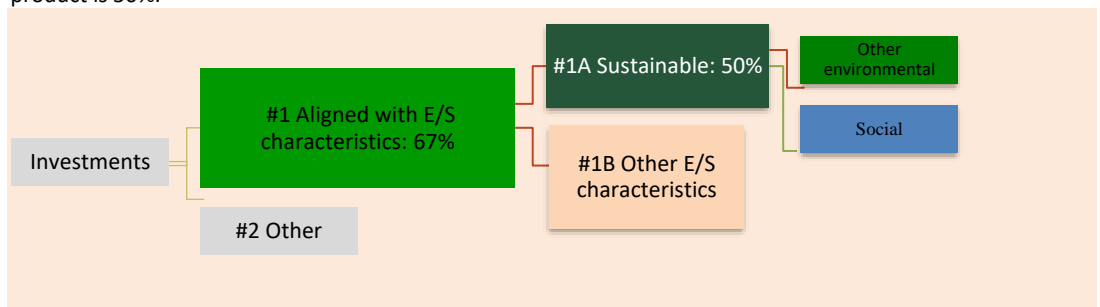 product is 50%.
#1A Sustainable: 50%
Other
environmental
#1 Aligned with E/S
characteristics: 67%
Social
Investments
#1B Other E/S
characteristics
#2 Other